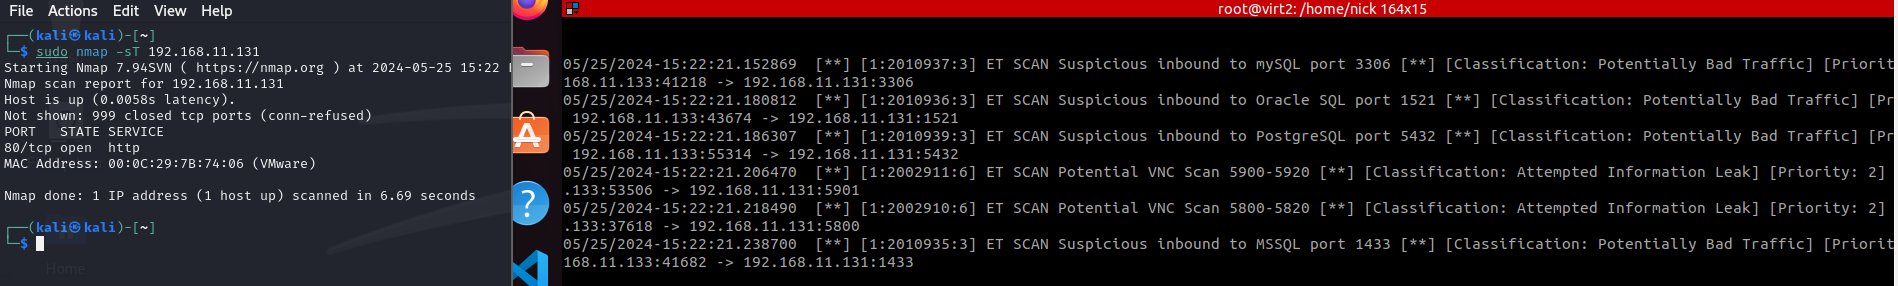 File Actions Edit View Help
┌──(kali㉿kali)-[~]
└─$ sudo nmap -sT 192.168.11.131
Starting Nmap 7.94SVN ( https://nmap.org ) at 2024-05-25 15:22
Nmap scan report for 192.168.11.131
Host is up (0.0058s latency).
Not shown: 999 closed tcp ports (conn-refused)
PORT   STATE SERVICE
80/tcp open  http
MAC Address: 00:0C:29:7B:74:06 (VMware)
Nmap done: 1 IP address (1 host up) scanned in 6.69 seconds
┌──(kali㉿kali)-[~]
└─$
Home
root@virt2: /home/nick 164x15
05/25/2024-15:22:21.152869  [**] [1:2010937:3] ET SCAN Suspicious inbound to mySQL port 3306 [**] [Classification: Potentially Bad Traffic] [Priorit
168.11.133:41218 -> 192.168.11.131:3306
05/25/2024-15:22:21.180812  [**] [1:2010936:3] ET SCAN Suspicious inbound to Oracle SQL port 1521 [**] [Classification: Potentially Bad Traffic] [Pr
192.168.11.133:43674 -> 192.168.11.131:1521
05/25/2024-15:22:21.186307  [**] [1:2010939:3] ET SCAN Suspicious inbound to PostgreSQL port 5432 [**] [Classification: Potentially Bad Traffic] [Pr
192.168.11.133:55314 -> 192.168.11.131:5432
05/25/2024-15:22:21.206470  [**] [1:2002911:6] ET SCAN Potential VNC Scan 5900-5920 [**] [Classification: Attempted Information Leak] [Priority: 2]
.133:53506 -> 192.168.11.131:5901
05/25/2024-15:22:21.218490  [**] [1:2002910:6] ET SCAN Potential VNC Scan 5800-5820 [**] [Classification: Attempted Information Leak] [Priority: 2]
.133:37618 -> 192.168.11.131:5800
05/25/2024-15:22:21.238700  [**] [1:2010935:3] ET SCAN Suspicious inbound to MSSQL port 1433 [**] [Classification: Potentially Bad Traffic] [Priorit
168.11.133:41682 -> 192.168.11.131:1433